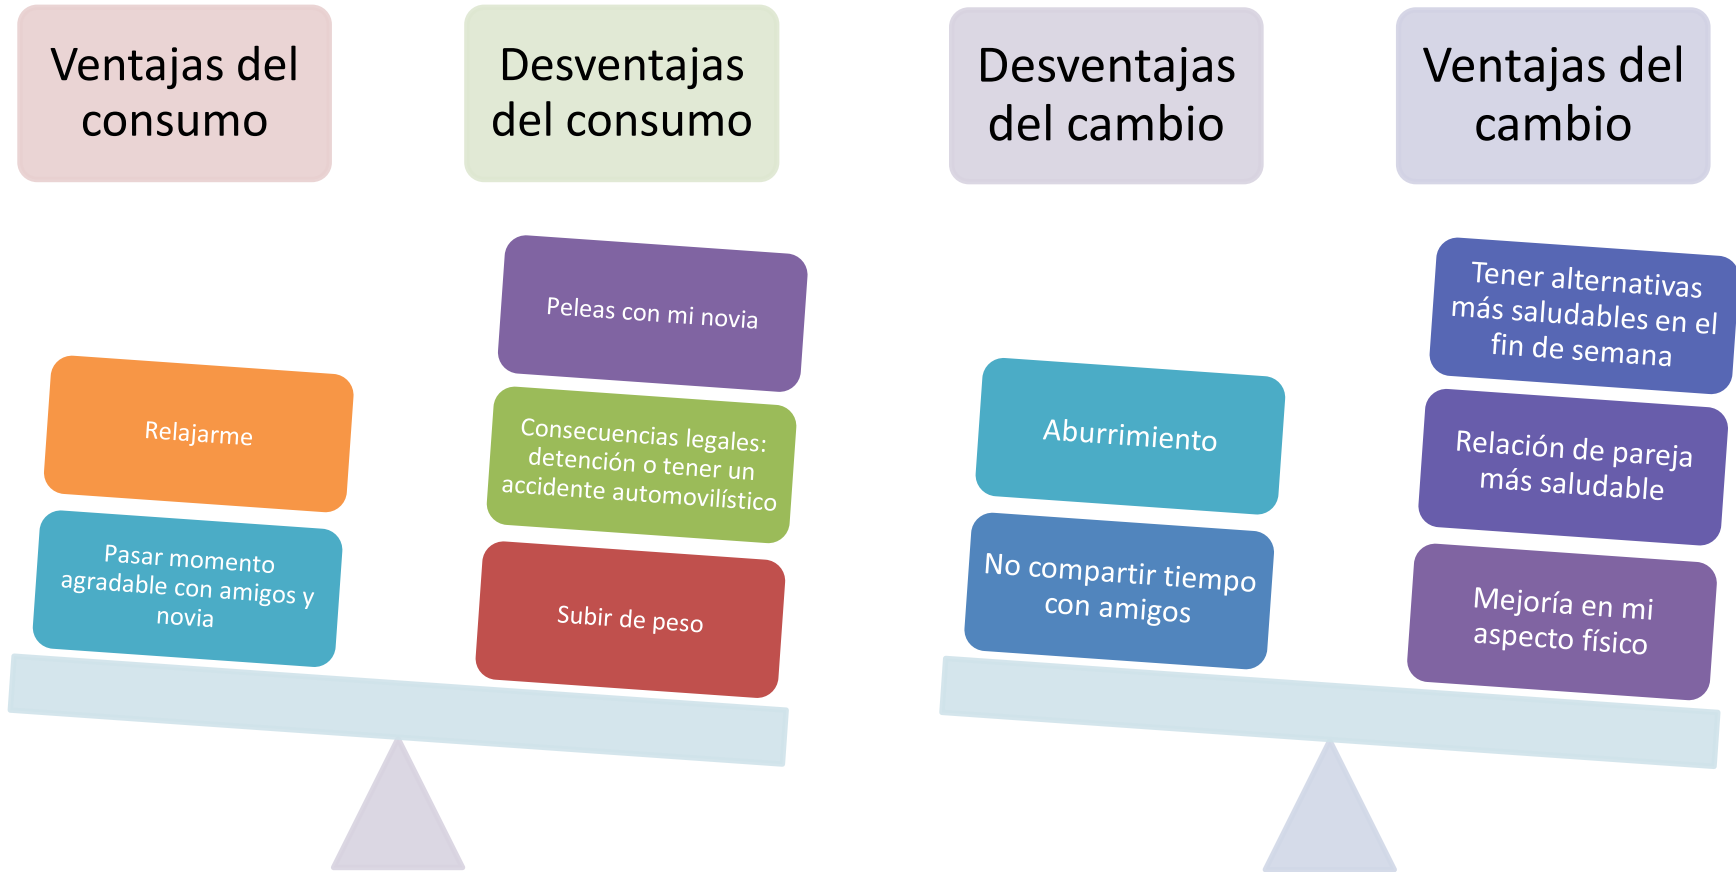 Ventajas del
consumo
Desventajas
del consumo
Relajarme
Pasar momento
agradable con amigos y
novia
Peleas con mi novia
Consecuencias legales:
detención o tener un
accidente automovilístico
Subir de peso
Desventajas
del cambio
Ventajas del
cambio
Aburrimiento
No compartir tiempo
con amigos
Tener alternativas
más saludables en el
fin de semana
Relación de pareja
más saludable
Mejoría en mi
aspecto físico